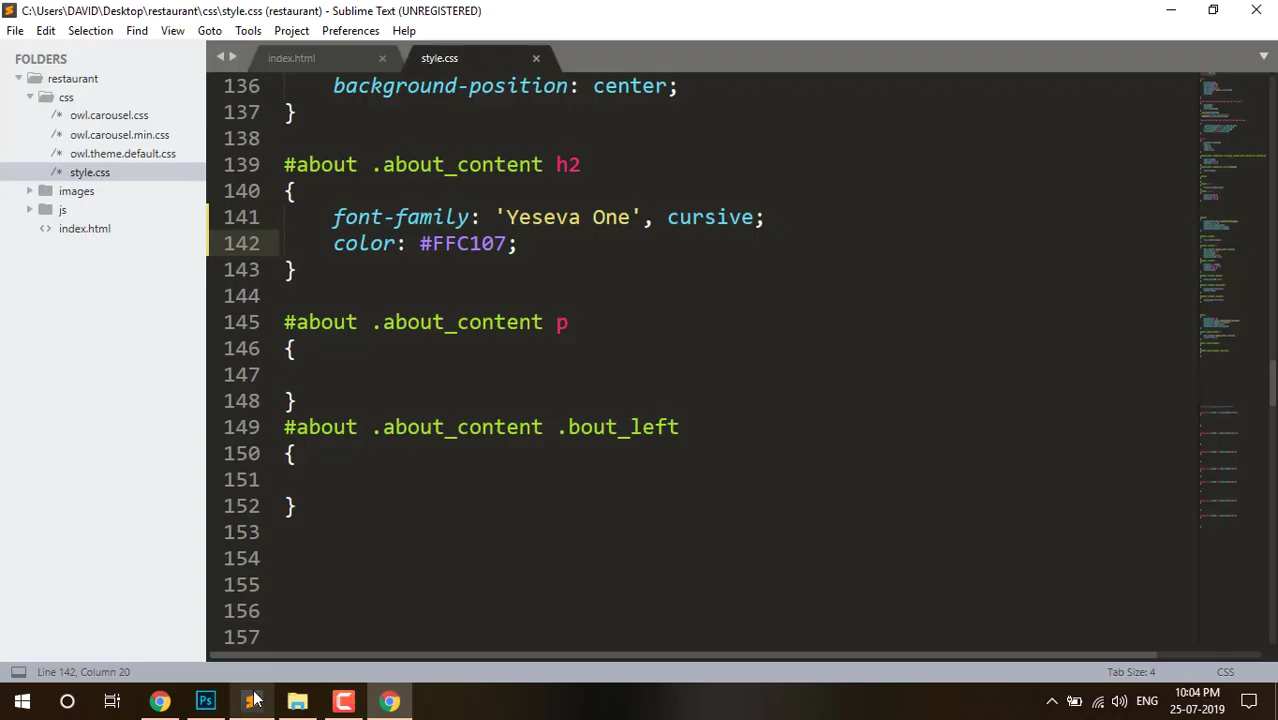 C:\Users\DAVID\Desktop\restaurant\css\style.css (restaurant) - Sublime Text (UNREGISTERED)
File Edit Selection Find View Goto Tools Project Preferences Help
FOLDERS
restaurant
css
/* owl.carousel.css
/* owl.carousel.min.css
/* owl.theme.default.css
/* style.css
images
js
<> index.html
index.html
style.css
136 background-position: center;
137 }
138
139 #about .about_content h2
140 {
141 font-family: 'Yeseva One', cursive;
142 color: #FFC107;
143 }
144
145 #about .about_content p
146 {
147
148 }
149 #about .about_content .bout_left
150 {
151
152 }
153
154
155
156
157
Line 142, Column 20
Tab Size: 4
CSS
Ps
ENG
10:04 PM
25-07-2019